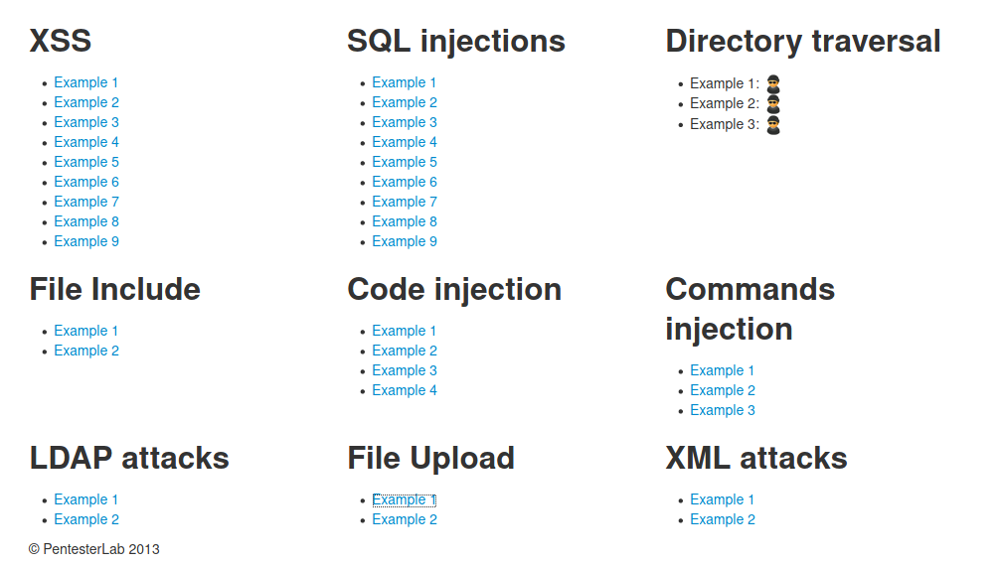 XSS
Example 1
Example 2
Example 3
Example 4
Example 5
Example 6
Example 7
Example 8
Example 9
SQL injections
Example 1
Example 2
Example 3
Example 4
Example 5
Example 6
Example 7
Example 8
Example 9
Directory traversal
Example 1:
Example 2:
Example 3:
File Include
Example 1
Example 2
Code injection
Example 1
Example 2
Example 3
Example 4
Commands
injection
Example 1
Example 2
Example 3
LDAP attacks
Example 1
Example 2
File Upload
Example 1
Example 2
XML attacks
Example 1
Example 2
© PentesterLab 2013